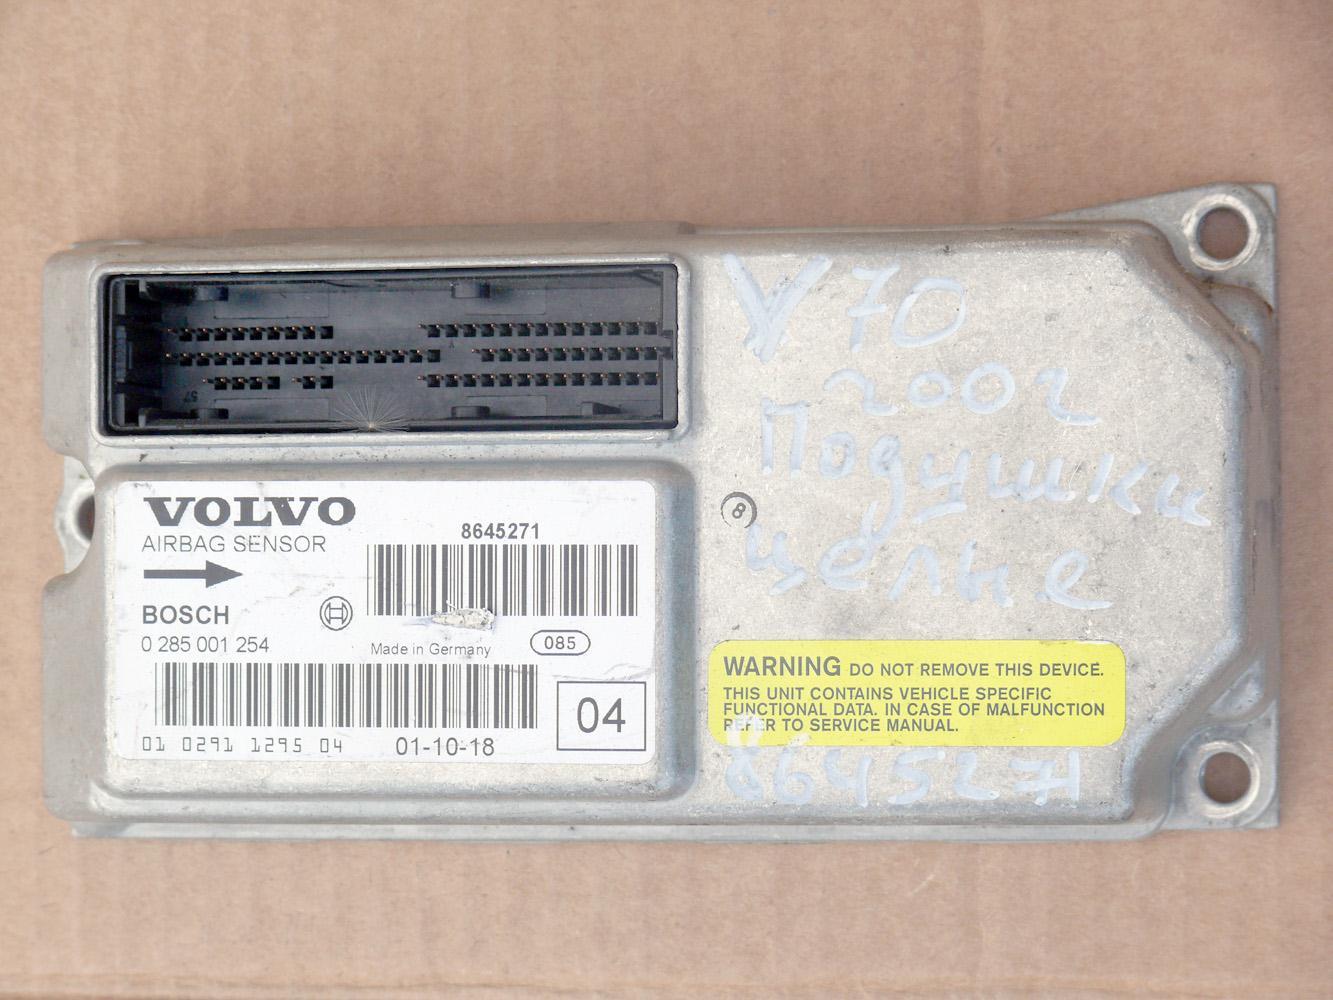 VOLVO
AIRBAG SENSOR
8645271
BOSCH
0 285 001 254
Made in Germany
085
04
01 0291 1295 04
01-10-18
57
V70
2002
Подушки
целые
8
WARNING DO NOT REMOVE THIS DEVICE.
THIS UNIT CONTAINS VEHICLE SPECIFIC
FUNCTIONAL DATA. IN CASE OF MALFUNCTION
REFER TO SERVICE MANUAL.
8645271